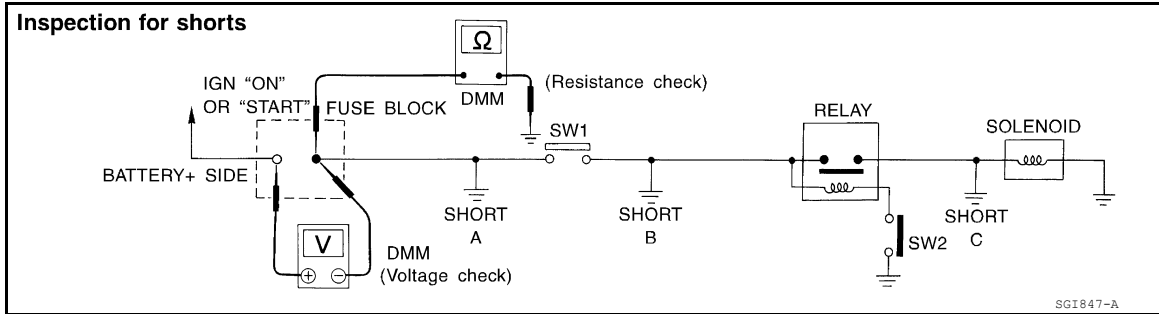 Inspection for shorts
Ω
IGN “ON”
OR “START”
FUSE BLOCK
DMM
(Resistance check)
SW1
RELAY
SOLENOID
BATTERY+ SIDE
SHORT
A
SHORT
B
SHORT
C
SW2
V
+ −
DMM
(Voltage check)
SGI847-A